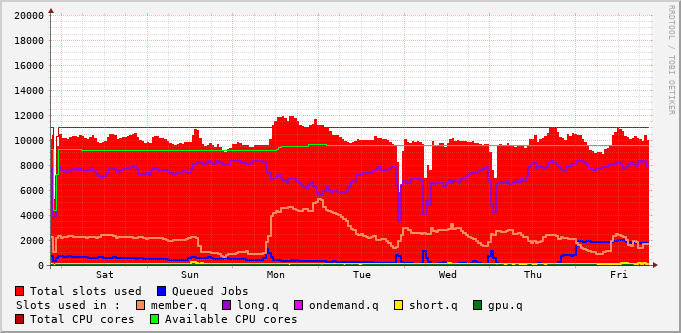 20000
18000
16000
14000
12000
10000
8000
6000
4000
2000
0
Sat Sun Mon Tue Wed Thu Fri
RRDTOOL / TOBI OETIKER
Total slots used Queued Jobs
Slots used in : member.q long.q ondemand.q short.q gpu.q
Total CPU cores Available CPU cores